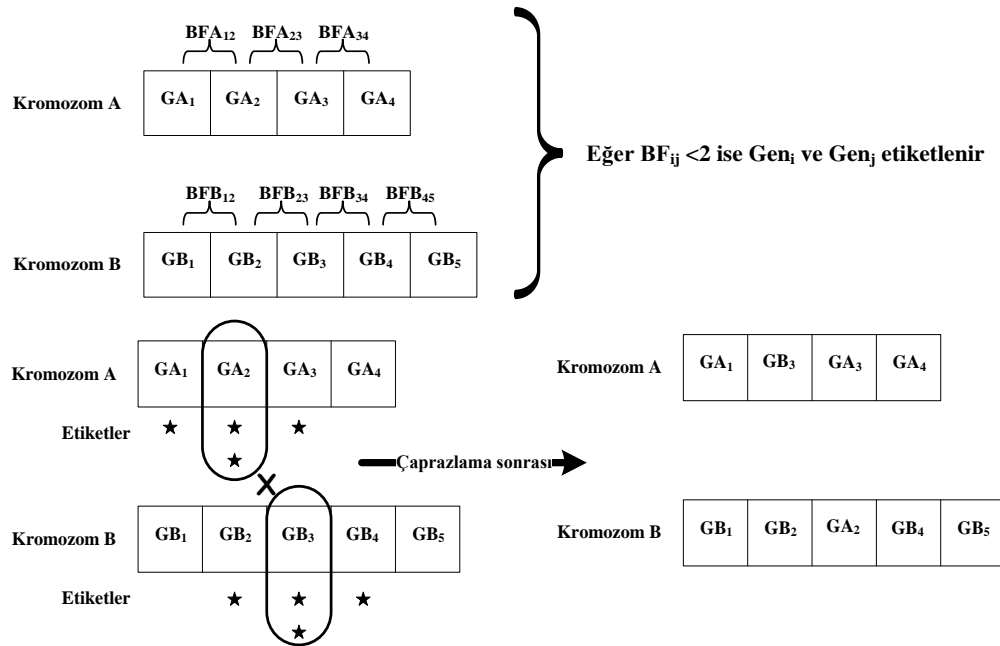 BFA₁₂ BFA₂₃ BFA₃₄
Kromozom A GA₁ GA₂ GA₃ GA₄
Eğer BFᵢⱼ <2 ise Genᵢ ve Genⱼ etiketlenir
BFB₁₂ BFB₂₃ BFB₃₄ BFB₄₅
Kromozom B GB₁ GB₂ GB₃ GB₄ GB₅
Kromozom A GA₁ GA₂ GA₃ GA₄
Etiketler
Çaprazlama sonrası
Kromozom B GB₁ GB₂ GB₃ GB₄ GB₅
Etiketler
Kromozom A GA₁ GB₃ GA₃ GA₄
Kromozom B GB₁ GB₂ GA₂ GB₄ GB₅